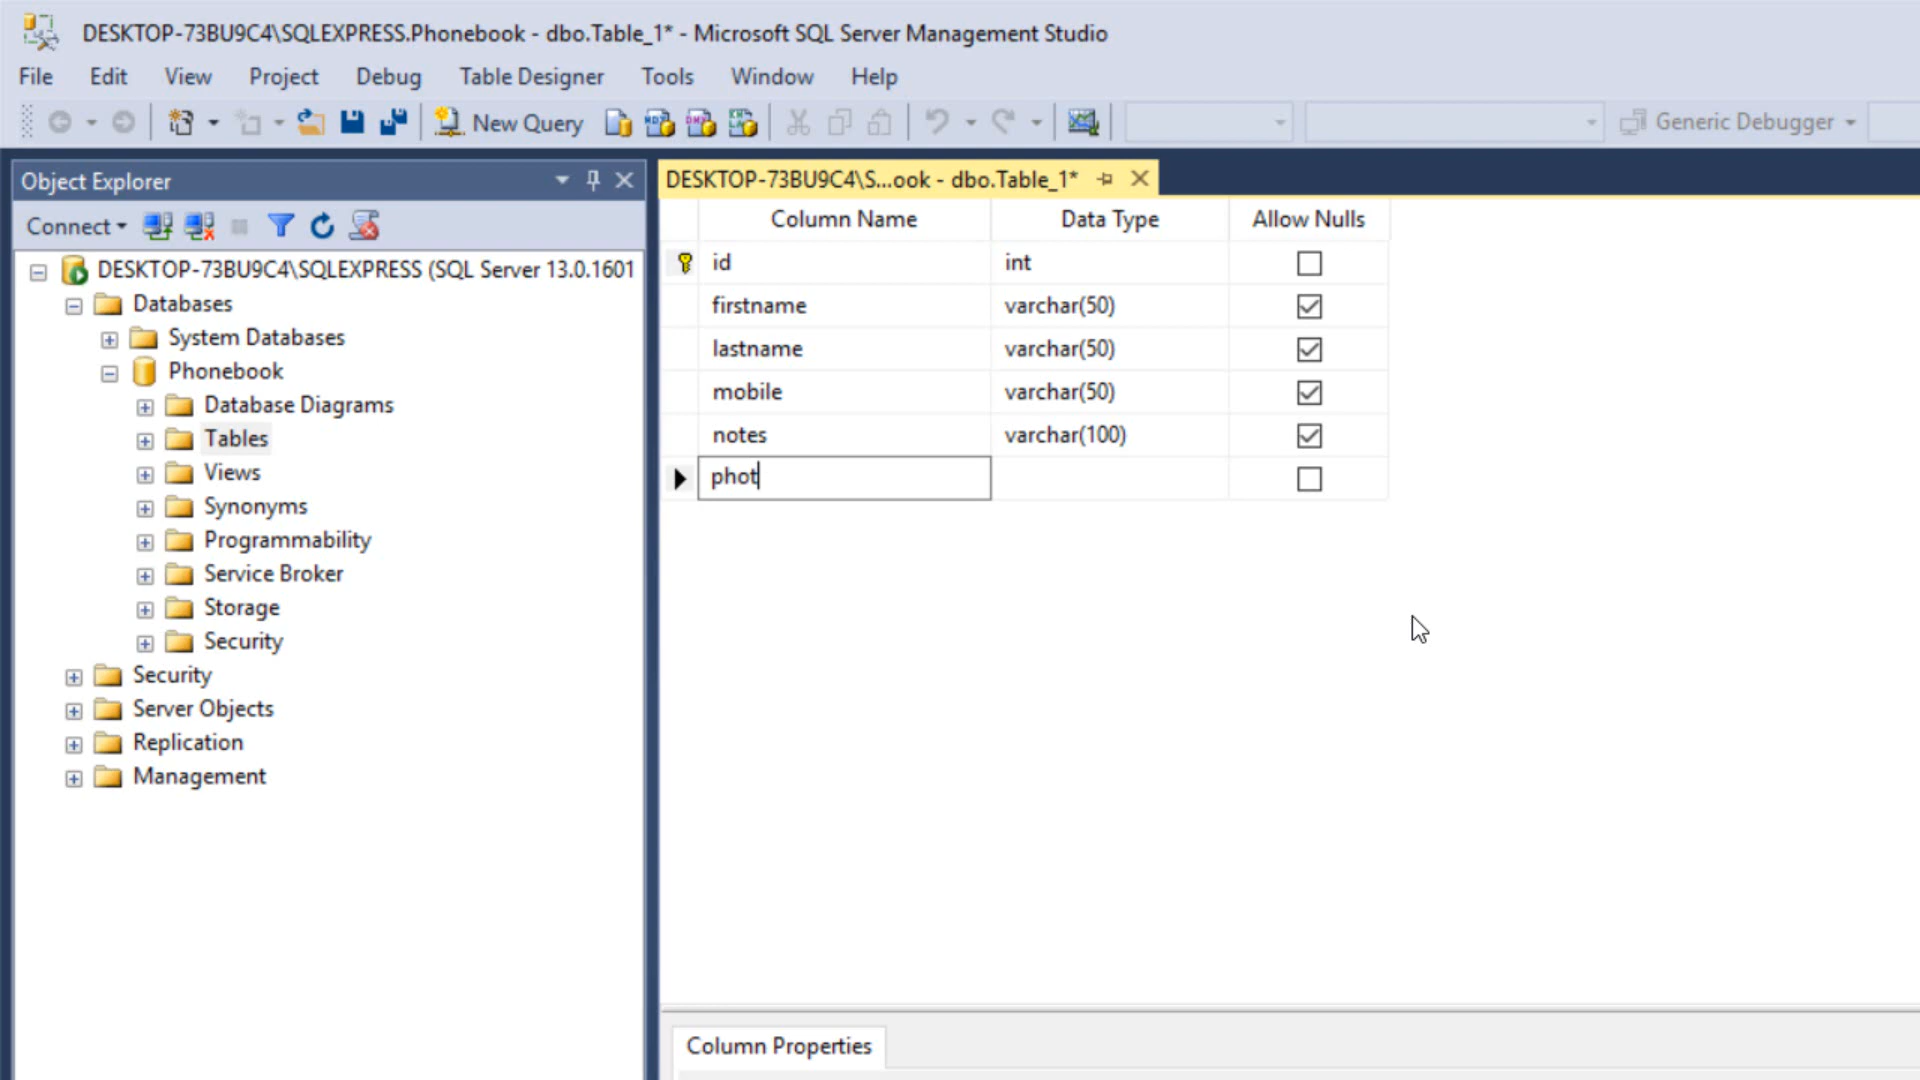 DESKTOP-73BU9C4\SQLEXPRESS.Phonebook - dbo.Table_1* - Microsoft SQL Server Management Studio
File Edit View Project Debug Table Designer Tools Window Help
New Query Generic Debugger
Object Explorer
Connect
DESKTOP-73BU9C4\SQLEXPRESS (SQL Server 13.0.1601
Databases
System Databases
Phonebook
Database Diagrams
Tables
Views
Synonyms
Programmability
Service Broker
Storage
Security
Security
Server Objects
Replication
Management
DESKTOP-73BU9C4\S...ook - dbo.Table_1*
Column Name Data Type Allow Nulls
id int
firstname varchar(50)
lastname varchar(50)
mobile varchar(50)
notes varchar(100)
phot
Column Properties